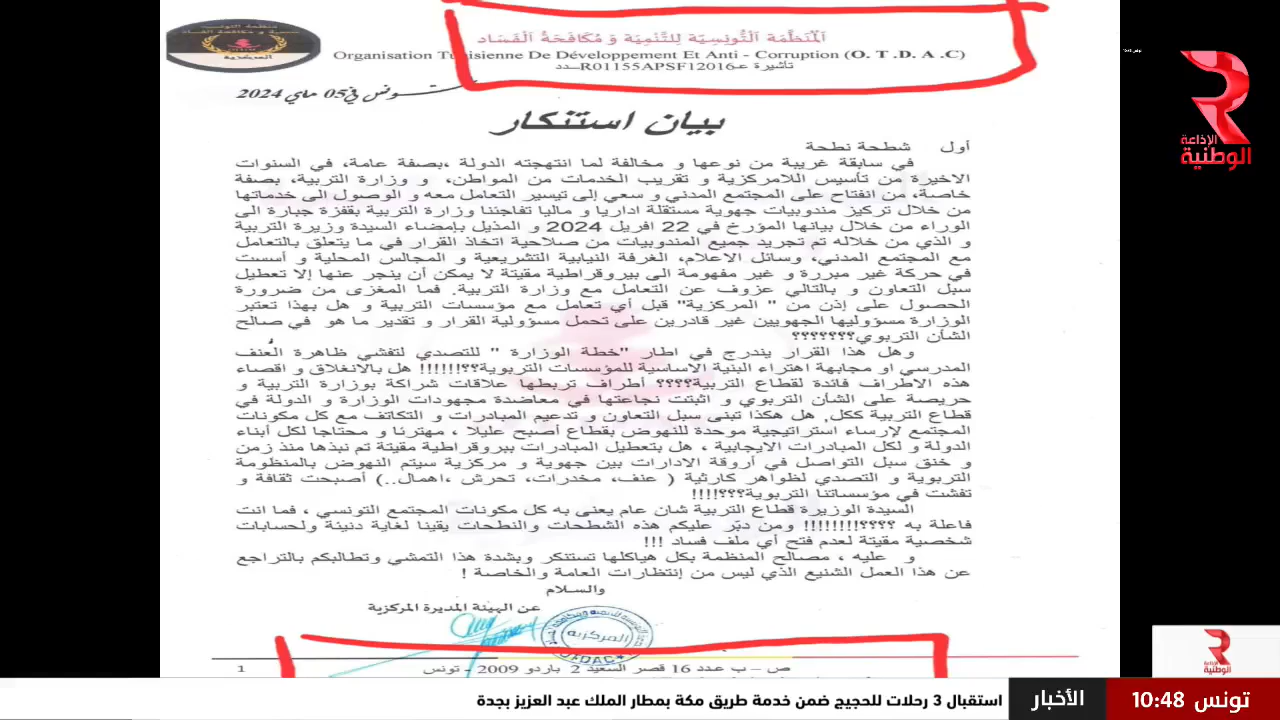 المنظمة التونسية للتنمية و مكافحة الفساد
Organisation Tunisienne De Développement Et Anti - Corruption (O. T .D. A .C)
تاشيرة عـR01155APSF12016ـدد
تونس في 05 ماي 2024
بيان استنكار
أول شطحة نطحة
في سابقة غريبة من نوعها و مخالفة لما انتهجته الدولة ،بصفة عامة، في السنوات
الاخيرة من تأسيس اللامركزية و تقريب الخدمات من المواطن، و وزارة التربية، بصفة
خاصة، من انفتاح على المجتمع المدني و سعي إلى تيسير التعامل معه و الوصول الى خدماتها
من خلال تركيز مندوبيات جهوية مستقلة اداريا و ماليا تفاجئنا وزارة التربية بقفزة جبارة الى
الوراء من خلال بيانها المؤرخ في 22 افريل 2024 و المذيل بإمضاء السيدة وزيرة التربية
و الذي من خلاله تم تجريد جميع المندوبيات من صلاحية اتخاذ القرار في ما يتعلق بالتعامل
مع المجتمع المدني، وسائل الاعلام، الغرفة النيابية التشريعية و المجالس المحلية و أسست
في حركة غير مبررة و غير مفهومة الى بيروقراطية مقيتة لا يمكن أن ينجر عنها إلا تعطيل
سبل التعاون و بالتالي عزوف عن التعامل مع وزارة التربية. فما المغزى من ضرورة
الحصول على إذن من " المركزية" قبل أي تعامل مع مؤسسات التربية و هل بهذا تعتبر
الوزارة مسؤوليها الجهويين غير قادرين على تحمل مسؤولية القرار و تقدير ما هو في صالح
الشأن التربوي؟؟؟؟؟؟؟
وهل هذا القرار يندرج في اطار "خطة الوزارة " للتصدي لتفشي ظاهرة العنف
المدرسي او مجابهة اهتراء البنية الاساسية للمؤسسات التربوية؟؟!!!!!! هل بالانغلاق و اقصاء
هذه الاطراف فائدة لقطاع التربية؟؟؟؟ أطراف تربطها علاقات شراكة بوزارة التربية و
حريصة على الشأن التربوي و اثبتت نجاعتها في معاضدة مجهودات الوزارة و الدولة في
قطاع التربية ككل. هل هكذا تبنى سبل التعاون و تدعيم المبادرات و التكاتف مع كل مكونات
المجتمع لإرساء استراتيجية موحدة للنهوض بقطاع أصبح عليلا ، مهترئا و محتاجا لكل أبناء
الدولة و لكل المبادرات الايجابية ، هل بتعطيل المبادرات ببروقراطية مقيتة تم نبذها منذ زمن
و خنق سبل التواصل في أروقة الادارات بين جهوية و مركزية سيتم النهوض بالمنظومة
التربوية و التصدي لظواهر كارثية ( عنف، مخدرات، تحرش ،اهمال..) أصبحت ثقافة و
تفشت في مؤسساتنا التربوية؟؟؟!!!!
السيدة الوزيرة قطاع التربية شان عام يعنى به كل مكونات المجتمع التونسي ، فما انت
فاعلة به ؟؟؟؟!!!!!!!! ومن دبّر عليكم هذه الشطحات والنطحات يقينا لغاية دنيئة ولحسابات
شخصية مقيتة لعدم فتح أي ملف فساد !!!
و عليه ، مصالح المنظمة بكل هياكلها تستنكر وبشدة هذا التمشي وتطالبكم بالتراجع
عن هذا العمل الشنيع الذي ليس من إنتظارات العامة والخاصة !
والسلام
عن الهيئة المديرة المركزية
المركزية
ص - ب عدد 16 قصر السعيد 2 باردو 2009 - تونس
1
الإذاعة
الوطنية
الإذاعة
الوطنية
تونس 10:48
الأخبار
استقبال 3 رحلات للحجيج ضمن خدمة طريق مكة بمطار الملك عبد العزيز بجدة